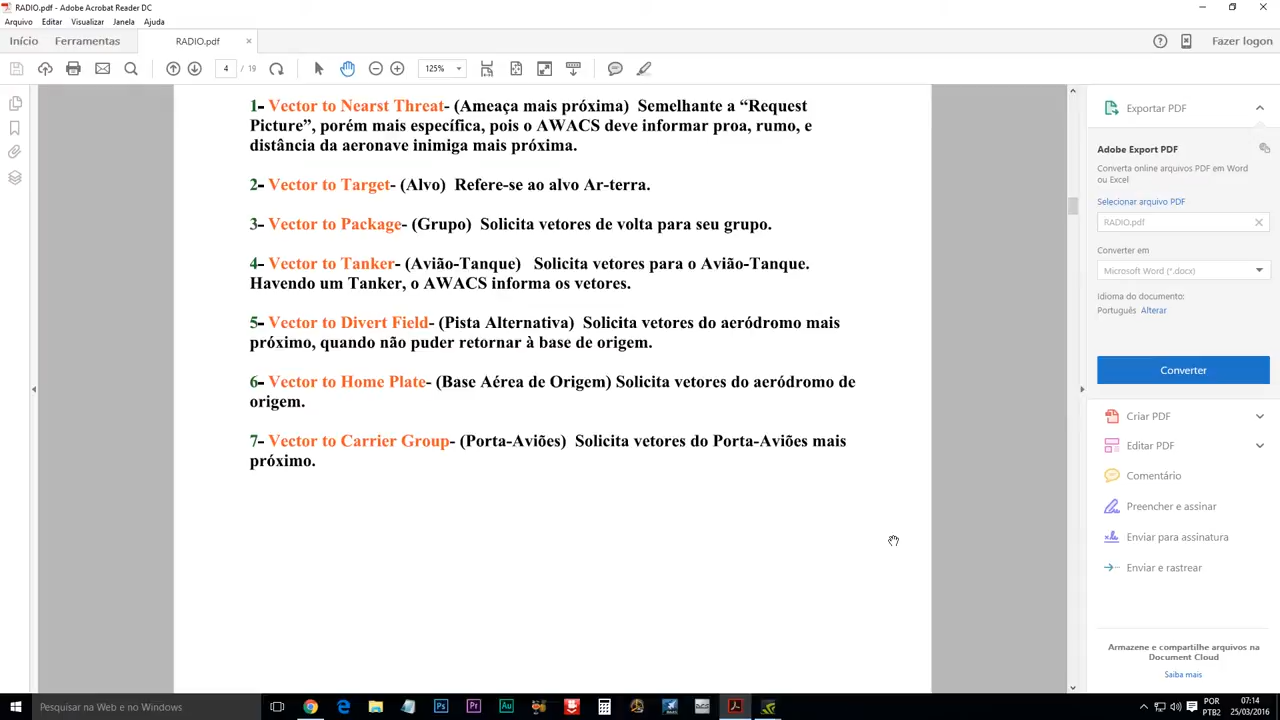 RADIO.pdf - Adobe Acrobat Reader DC
Arquivo Editar Visualizar Janela Ajuda
Início Ferramentas RADIO.pdf × Fazer logon
4 / 19 125%
1- Vector to Nearst Threat- (Ameaça mais próxima) Semelhante a “Request
Picture”, porém mais específica, pois o AWACS deve informar proa, rumo, e
distância da aeronave inimiga mais próxima.
2- Vector to Target- (Alvo) Refere-se ao alvo Ar-terra.
3- Vector to Package- (Grupo) Solicita vetores de volta para seu grupo.
4- Vector to Tanker- (Avião-Tanque) Solicita vetores para o Avião-Tanque.
Havendo um Tanker, o AWACS informa os vetores.
5- Vector to Divert Field- (Pista Alternativa) Solicita vetores do aeródromo mais
próximo, quando não puder retornar à base de origem.
6- Vector to Home Plate- (Base Aérea de Origem) Solicita vetores do aeródromo de
origem.
7- Vector to Carrier Group- (Porta-Aviões) Solicita vetores do Porta-Aviões mais
próximo.
Exportar PDF
Adobe Export PDF
Converta online arquivos PDF em Word
ou Excel
Selecionar arquivo PDF
RADIO.pdf
Converter em
Microsoft Word (*.docx)
Idioma do documento:
Português Alterar
Converter
Criar PDF
Editar PDF
Comentário
Preencher e assinar
Enviar para assinatura
Enviar e rastrear
Armazene e compartilhe arquivos na
Document Cloud
Saiba mais
Pesquisar na Web e no Windows
Ps Pr Au
POR 07:14
PTB2 25/03/2016